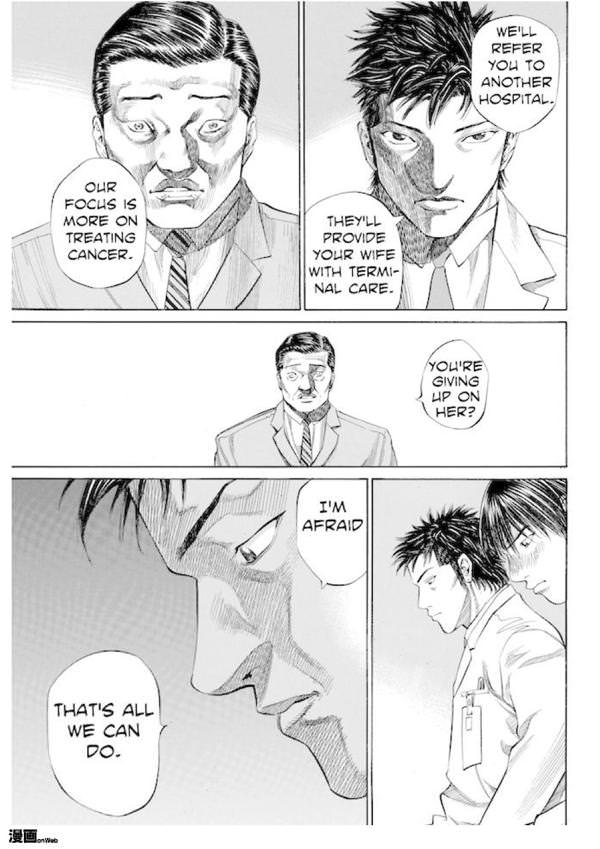 WE'LL
REFER
YOU TO
ANOTHER
HOSPITAL.
THEY'LL
PROVIDE
YOUR WIFE
WITH TERMI-
NAL CARE.
OUR
FOCUS IS
MORE ON
TREATING
CANCER.
YOU'RE
GIVING
UP ON
HER?
I'M
AFRAID
THAT'S ALL
WE CAN
DO.
漫画onWeb